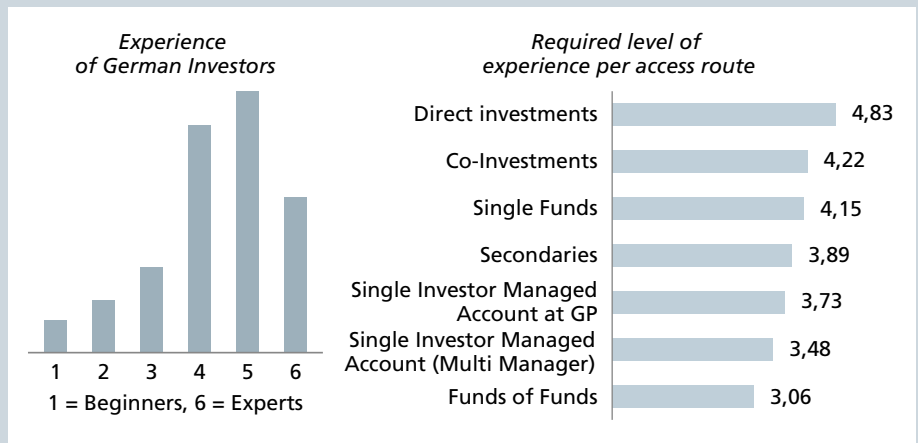 Experience
of German Investors
1 2 3 4 5 6
1 = Beginners, 6 = Experts
Required level of
experience per access route
Direct investments 4,83
Co-Investments 4,22
Single Funds 4,15
Secondaries 3,89
Single Investor Managed
Account at GP 3,73
Single Investor Managed
Account (Multi Manager) 3,48
Funds of Funds 3,06